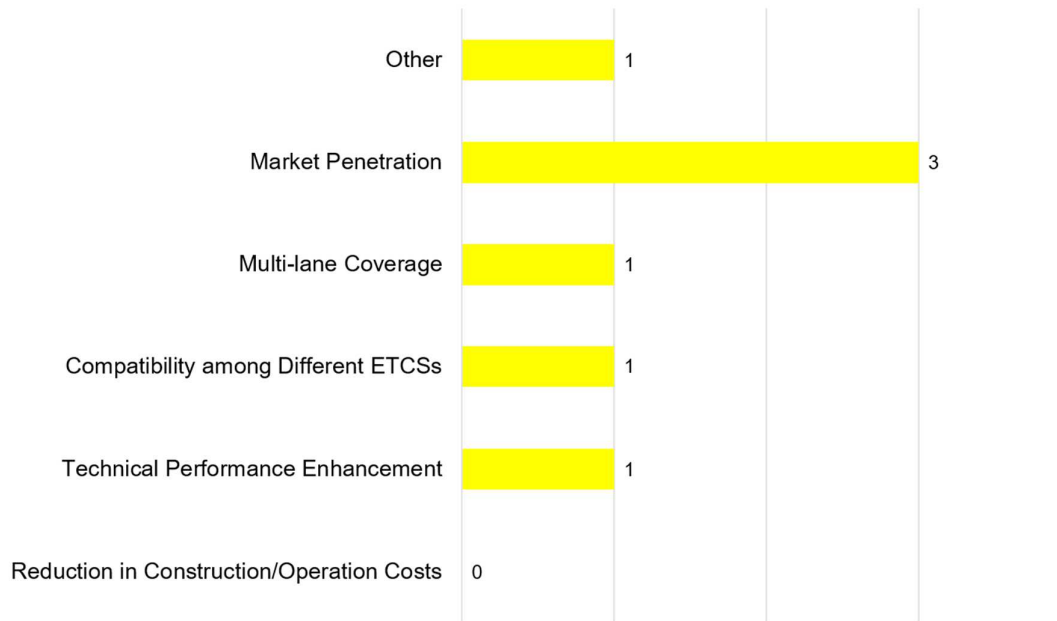 Other 1
Market Penetration 3
Multi-lane Coverage 1
Compatibility among Different ETCSs 1
Technical Performance Enhancement 1
Reduction in Construction/Operation Costs 0